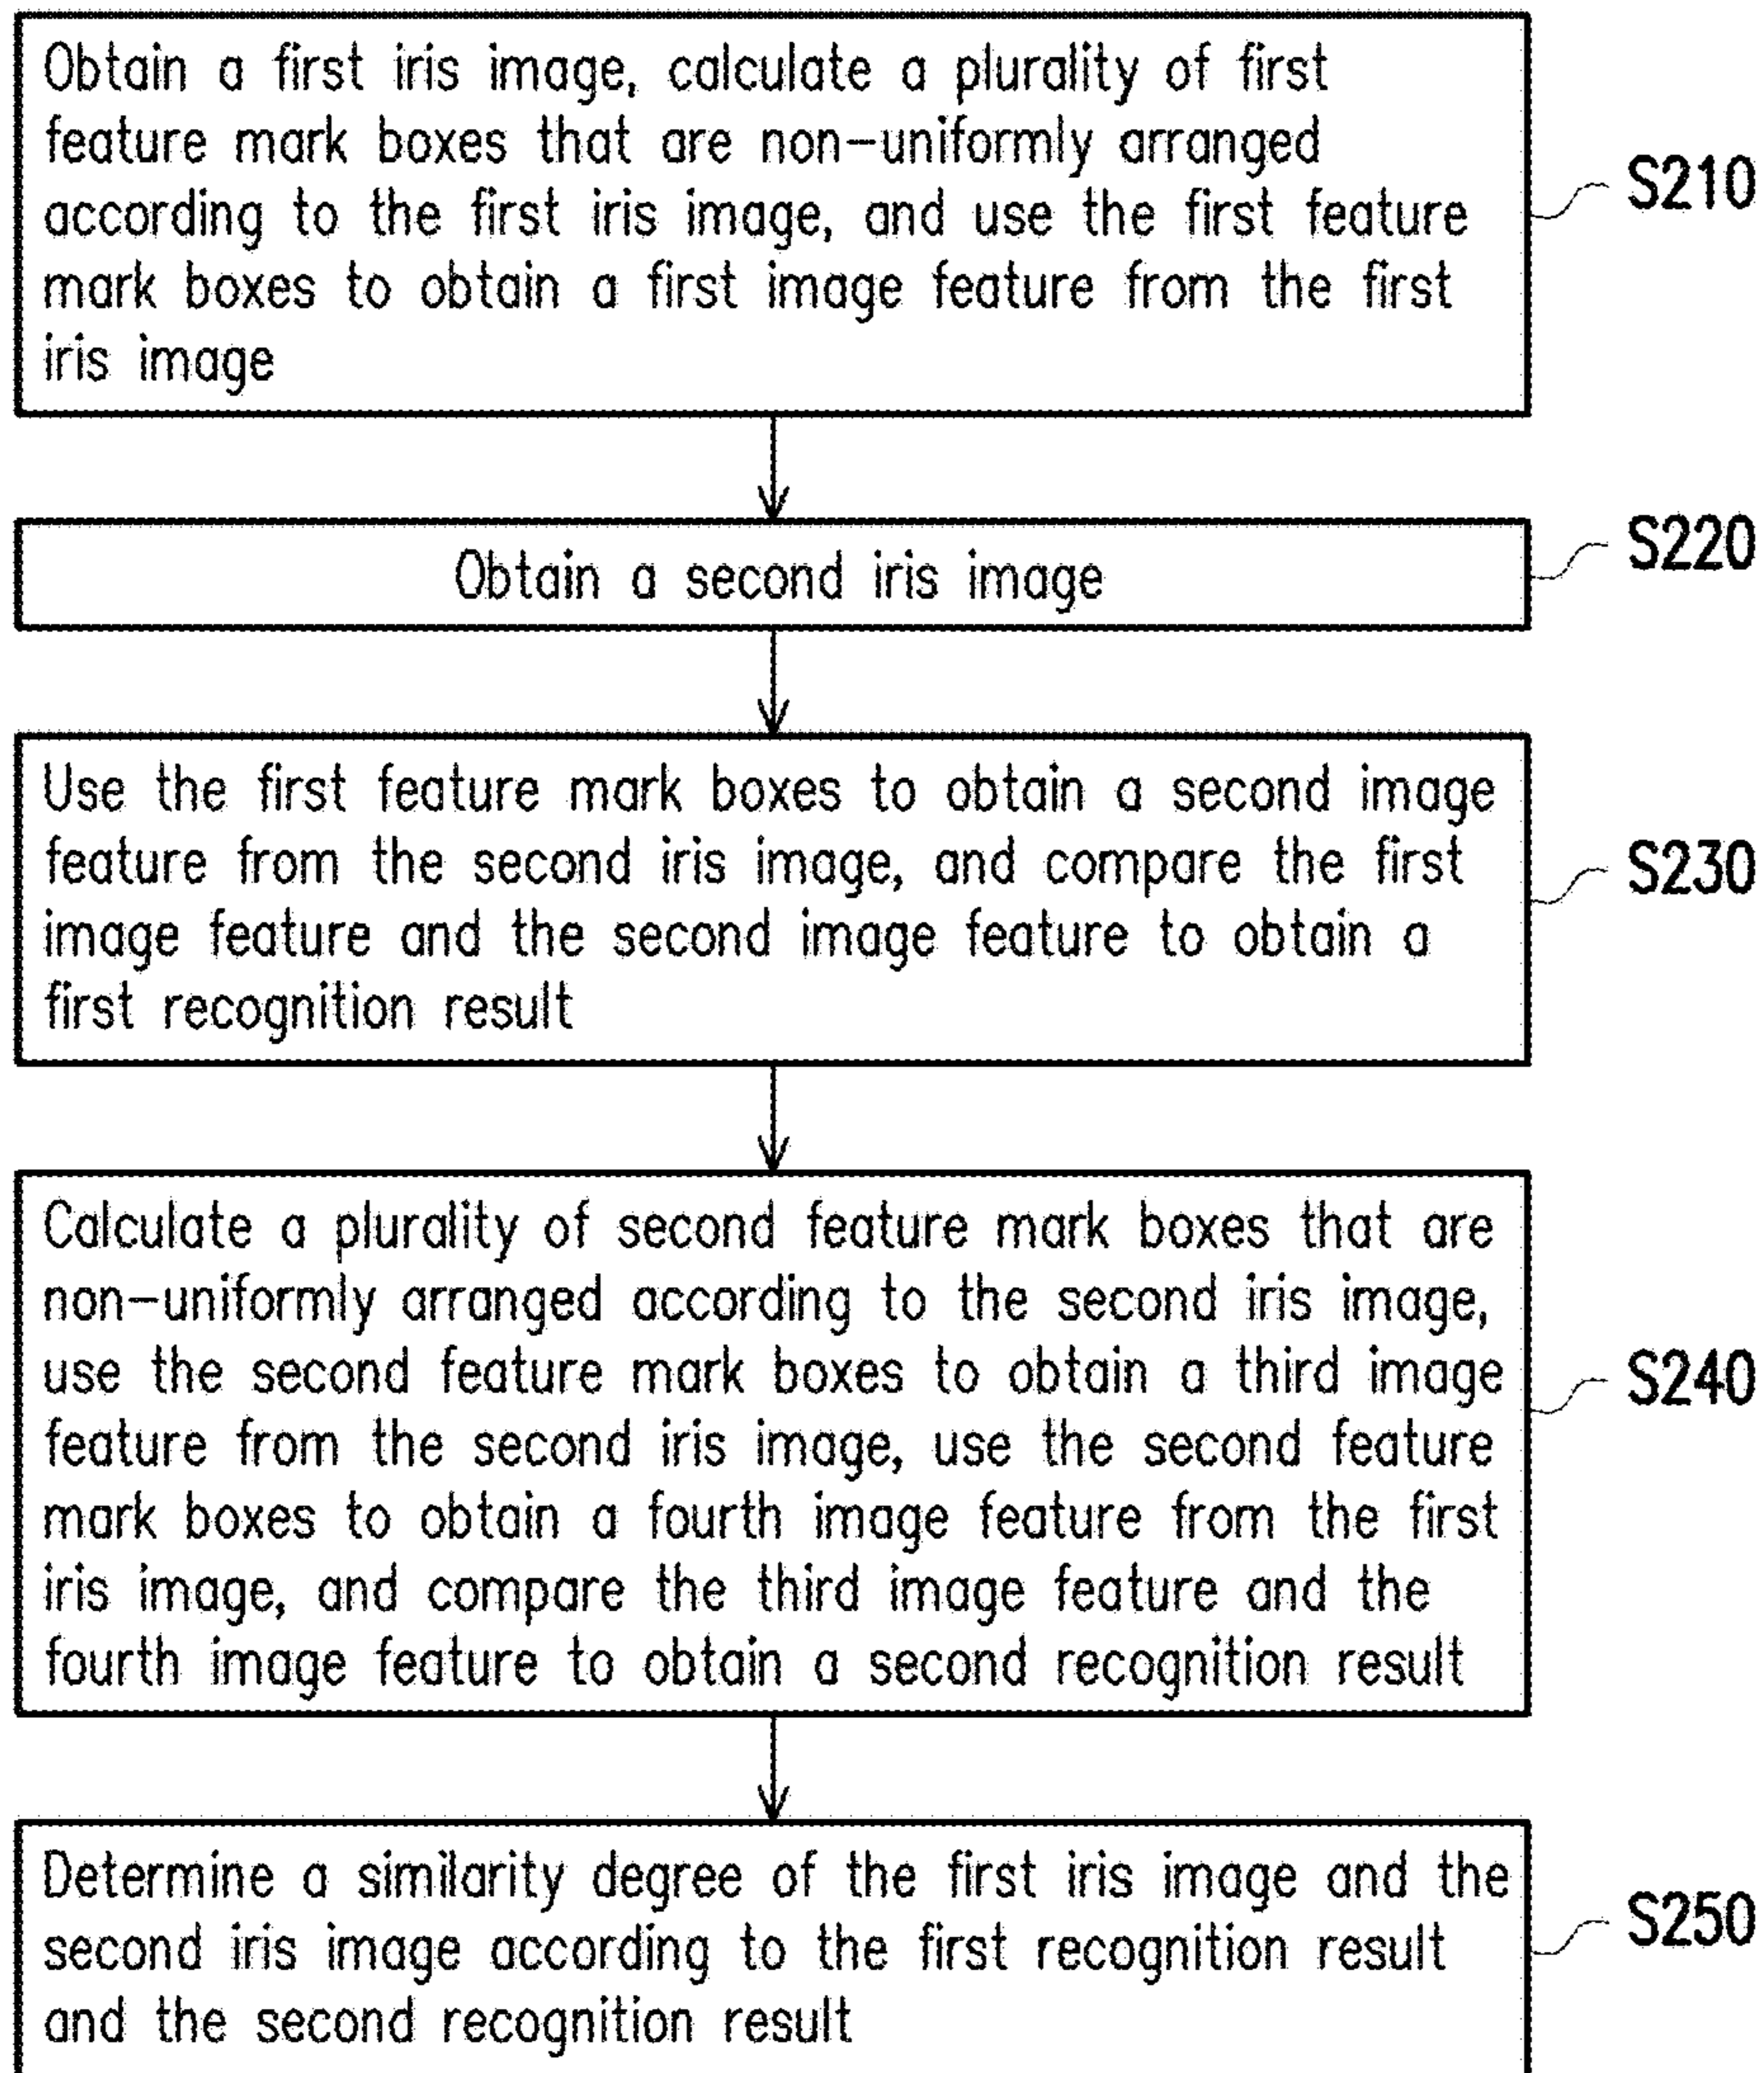 Obtain a first iris image, calculate a plurality of first
feature mark boxes that are non-uniformly arranged
according to the first iris image, and use the first feature
mark boxes to obtain a first image feature from the first
iris image
S210
Obtain a second iris image
S220
Use the first feature mark boxes to obtain a second image
feature from the second iris image, and compare the first
image feature and the second image feature to obtain a
first recognition result
S230
Calculate a plurality of second feature mark boxes that are
non-uniformly arranged according to the second iris image,
use the second feature mark boxes to obtain a third image
feature from the second iris image, use the second feature
mark boxes to obtain a fourth image feature from the first
iris image, and compare the third image feature and the
fourth image feature to obtain a second recognition result
S240
Determine a similarity degree of the first iris image and the
second iris image according to the first recognition result
and the second recognition result
S250